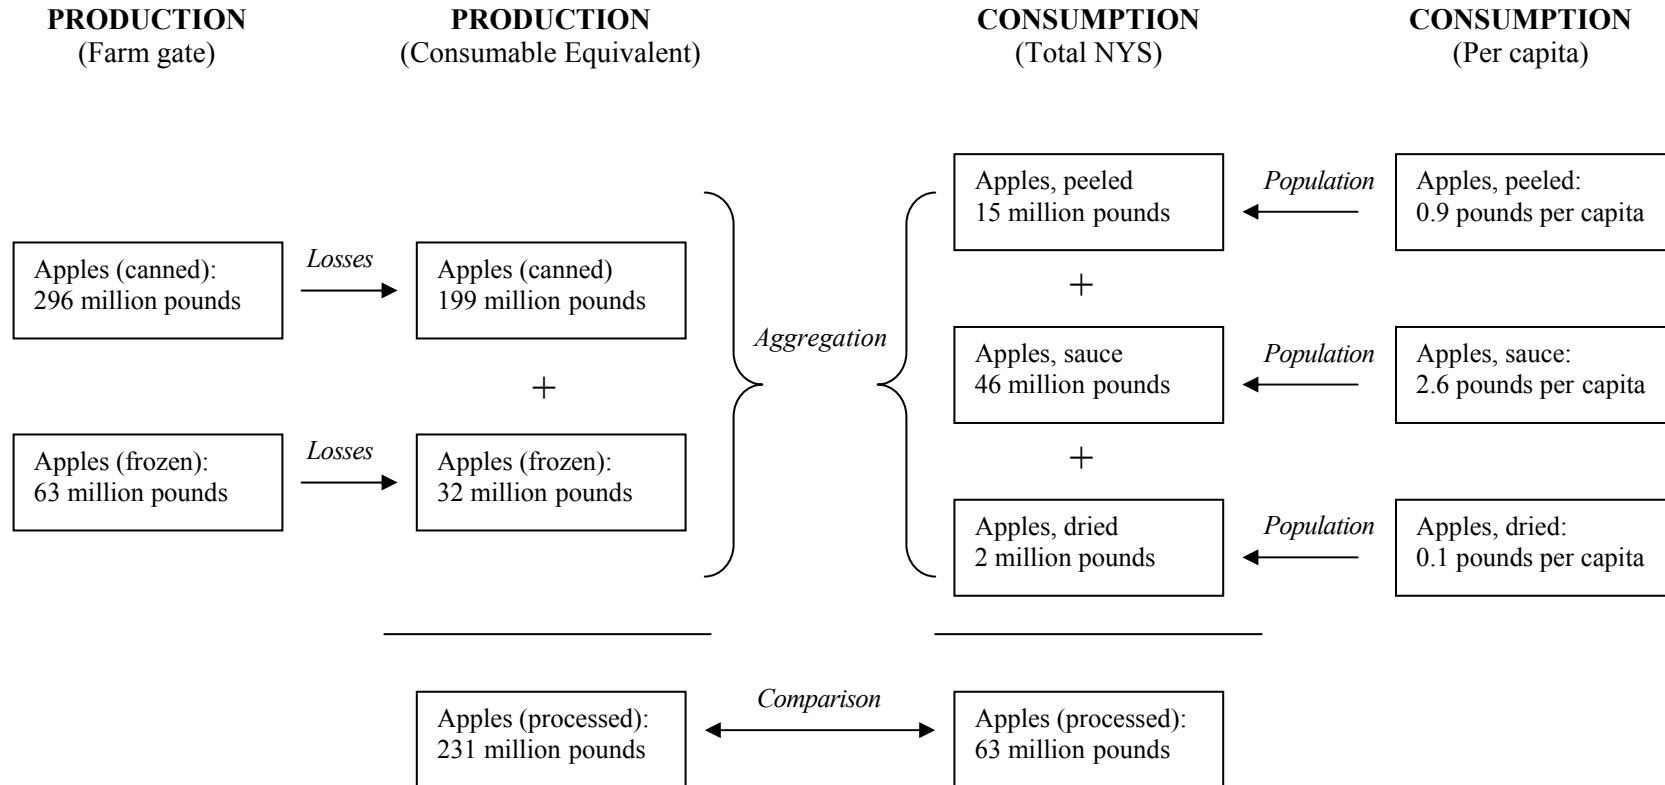 PRODUCTION
(Farm gate)
PRODUCTION
(Consumable Equivalent)
CONSUMPTION
(Total NYS)
CONSUMPTION
(Per capita)
Apples, peeled
15 million pounds
Population
Apples, peeled:
0.9 pounds per capita
Apples (canned):
296 million pounds
Losses
Apples (canned)
199 million pounds
+
Aggregation
Apples, sauce
46 million pounds
Population
Apples, sauce:
2.6 pounds per capita
+
Apples (frozen):
63 million pounds
Losses
Apples (frozen):
32 million pounds
+
Apples, dried
2 million pounds
Population
Apples, dried:
0.1 pounds per capita
Apples (processed):
231 million pounds
Comparison
Apples (processed):
63 million pounds